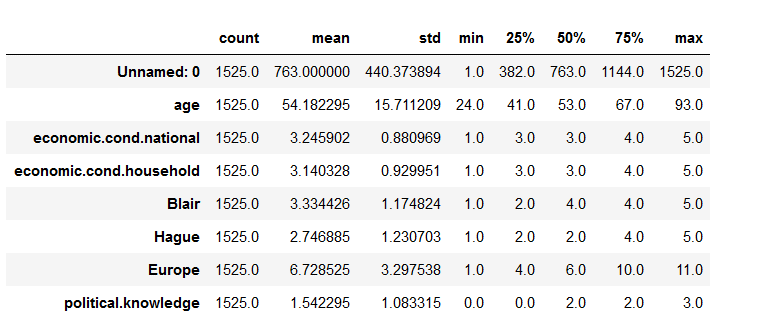 count mean std min 25% 50% 75% max
Unnamed: 0 1525.0 763.000000 440.373894 1.0 382.0 763.0 1144.0 1525.0
age 1525.0 54.182295 15.711209 24.0 41.0 53.0 67.0 93.0
economic.cond.national 1525.0 3.245902 0.880969 1.0 3.0 3.0 4.0 5.0
economic.cond.household 1525.0 3.140328 0.929951 1.0 3.0 3.0 4.0 5.0
Blair 1525.0 3.334426 1.174824 1.0 2.0 4.0 4.0 5.0
Hague 1525.0 2.746885 1.230703 1.0 2.0 2.0 4.0 5.0
Europe 1525.0 6.728525 3.297538 1.0 4.0 6.0 10.0 11.0
political.knowledge 1525.0 1.542295 1.083315 0.0 0.0 2.0 2.0 3.0